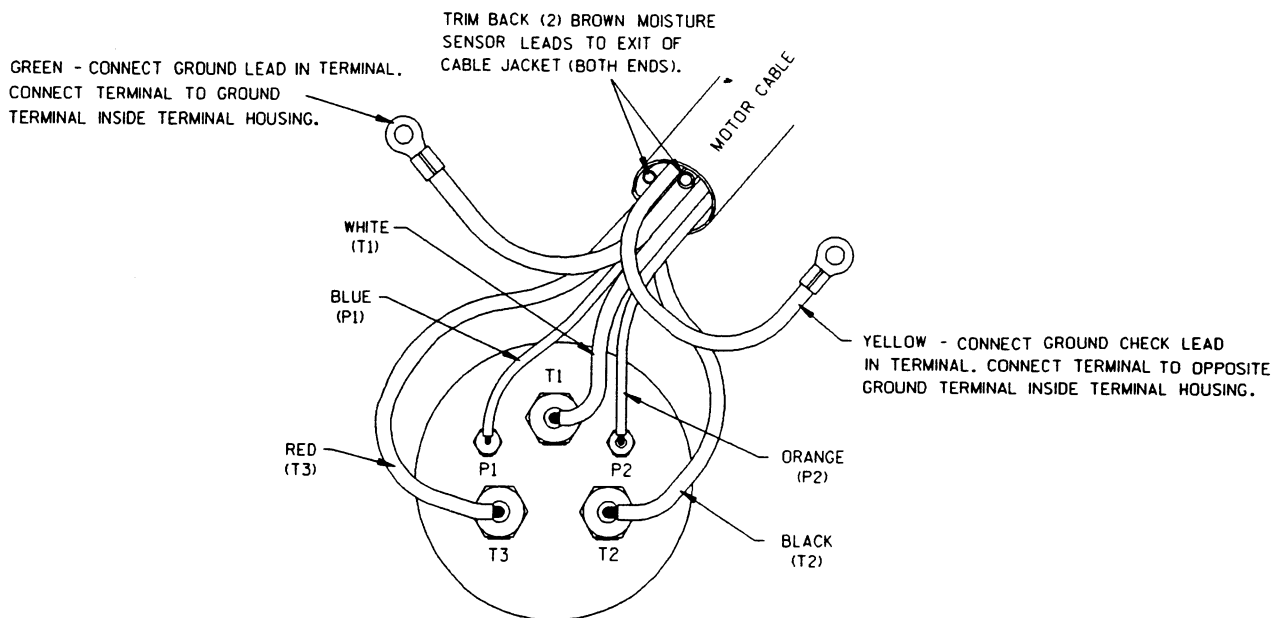 TRIM BACK (2) BROWN MOISTURE
SENSOR LEADS TO EXIT OF
CABLE JACKET (BOTH ENDS).
GREEN - CONNECT GROUND LEAD IN TERMINAL.
CONNECT TERMINAL TO GROUND
TERMINAL INSIDE TERMINAL HOUSING.
MOTOR CABLE
WHITE
(T1)
BLUE
(P1)
YELLOW - CONNECT GROUND CHECK LEAD
IN TERMINAL. CONNECT TERMINAL TO OPPOSITE
GROUND TERMINAL INSIDE TERMINAL HOUSING.
T1
RED
(T3)
P1
P2
ORANGE
(P2)
T3
T2
BLACK
(T2)